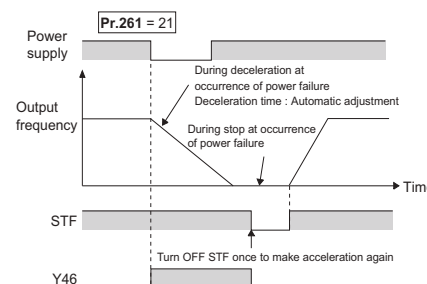 Pr.261 = 21
Power
supply
During deceleration at
occurrence of power failure
Deceleration time : Automatic adjustment
Output
frequency
During stop at occurrence
of power failure
Tim
STF
Turn OFF STF once to make acceleration again
Y46